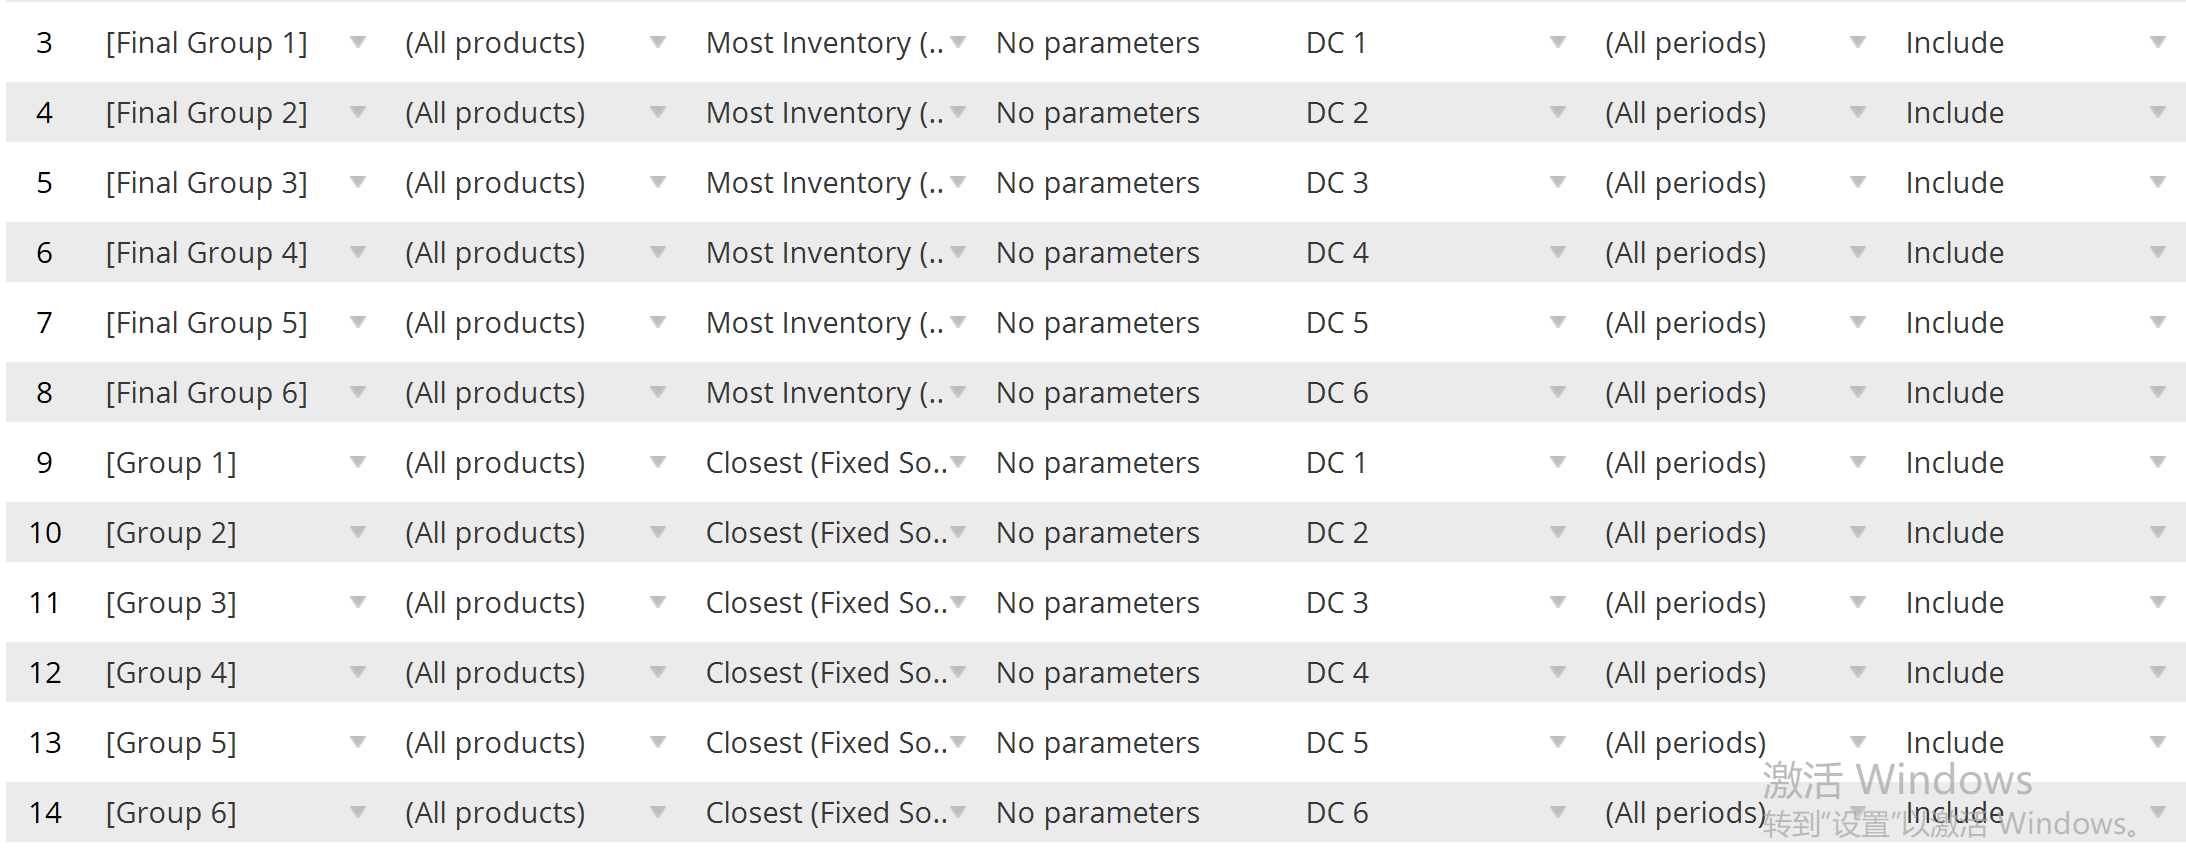 3 [Final Group 1] (All products) Most Inventory (.. No parameters DC 1 (All periods) Include
4 [Final Group 2] (All products) Most Inventory (.. No parameters DC 2 (All periods) Include
5 [Final Group 3] (All products) Most Inventory (.. No parameters DC 3 (All periods) Include
6 [Final Group 4] (All products) Most Inventory (.. No parameters DC 4 (All periods) Include
7 [Final Group 5] (All products) Most Inventory (.. No parameters DC 5 (All periods) Include
8 [Final Group 6] (All products) Most Inventory (.. No parameters DC 6 (All periods) Include
9 [Group 1] (All products) Closest (Fixed So.. No parameters DC 1 (All periods) Include
10 [Group 2] (All products) Closest (Fixed So.. No parameters DC 2 (All periods) Include
11 [Group 3] (All products) Closest (Fixed So.. No parameters DC 3 (All periods) Include
12 [Group 4] (All products) Closest (Fixed So.. No parameters DC 4 (All periods) Include
13 [Group 5] (All products) Closest (Fixed So.. No parameters DC 5 (All periods) Include
激活 Windows
14 [Group 6] (All products) Closest (Fixed So.. No parameters DC 6 (All periods) Include
转到“设置”以激活 Windows。